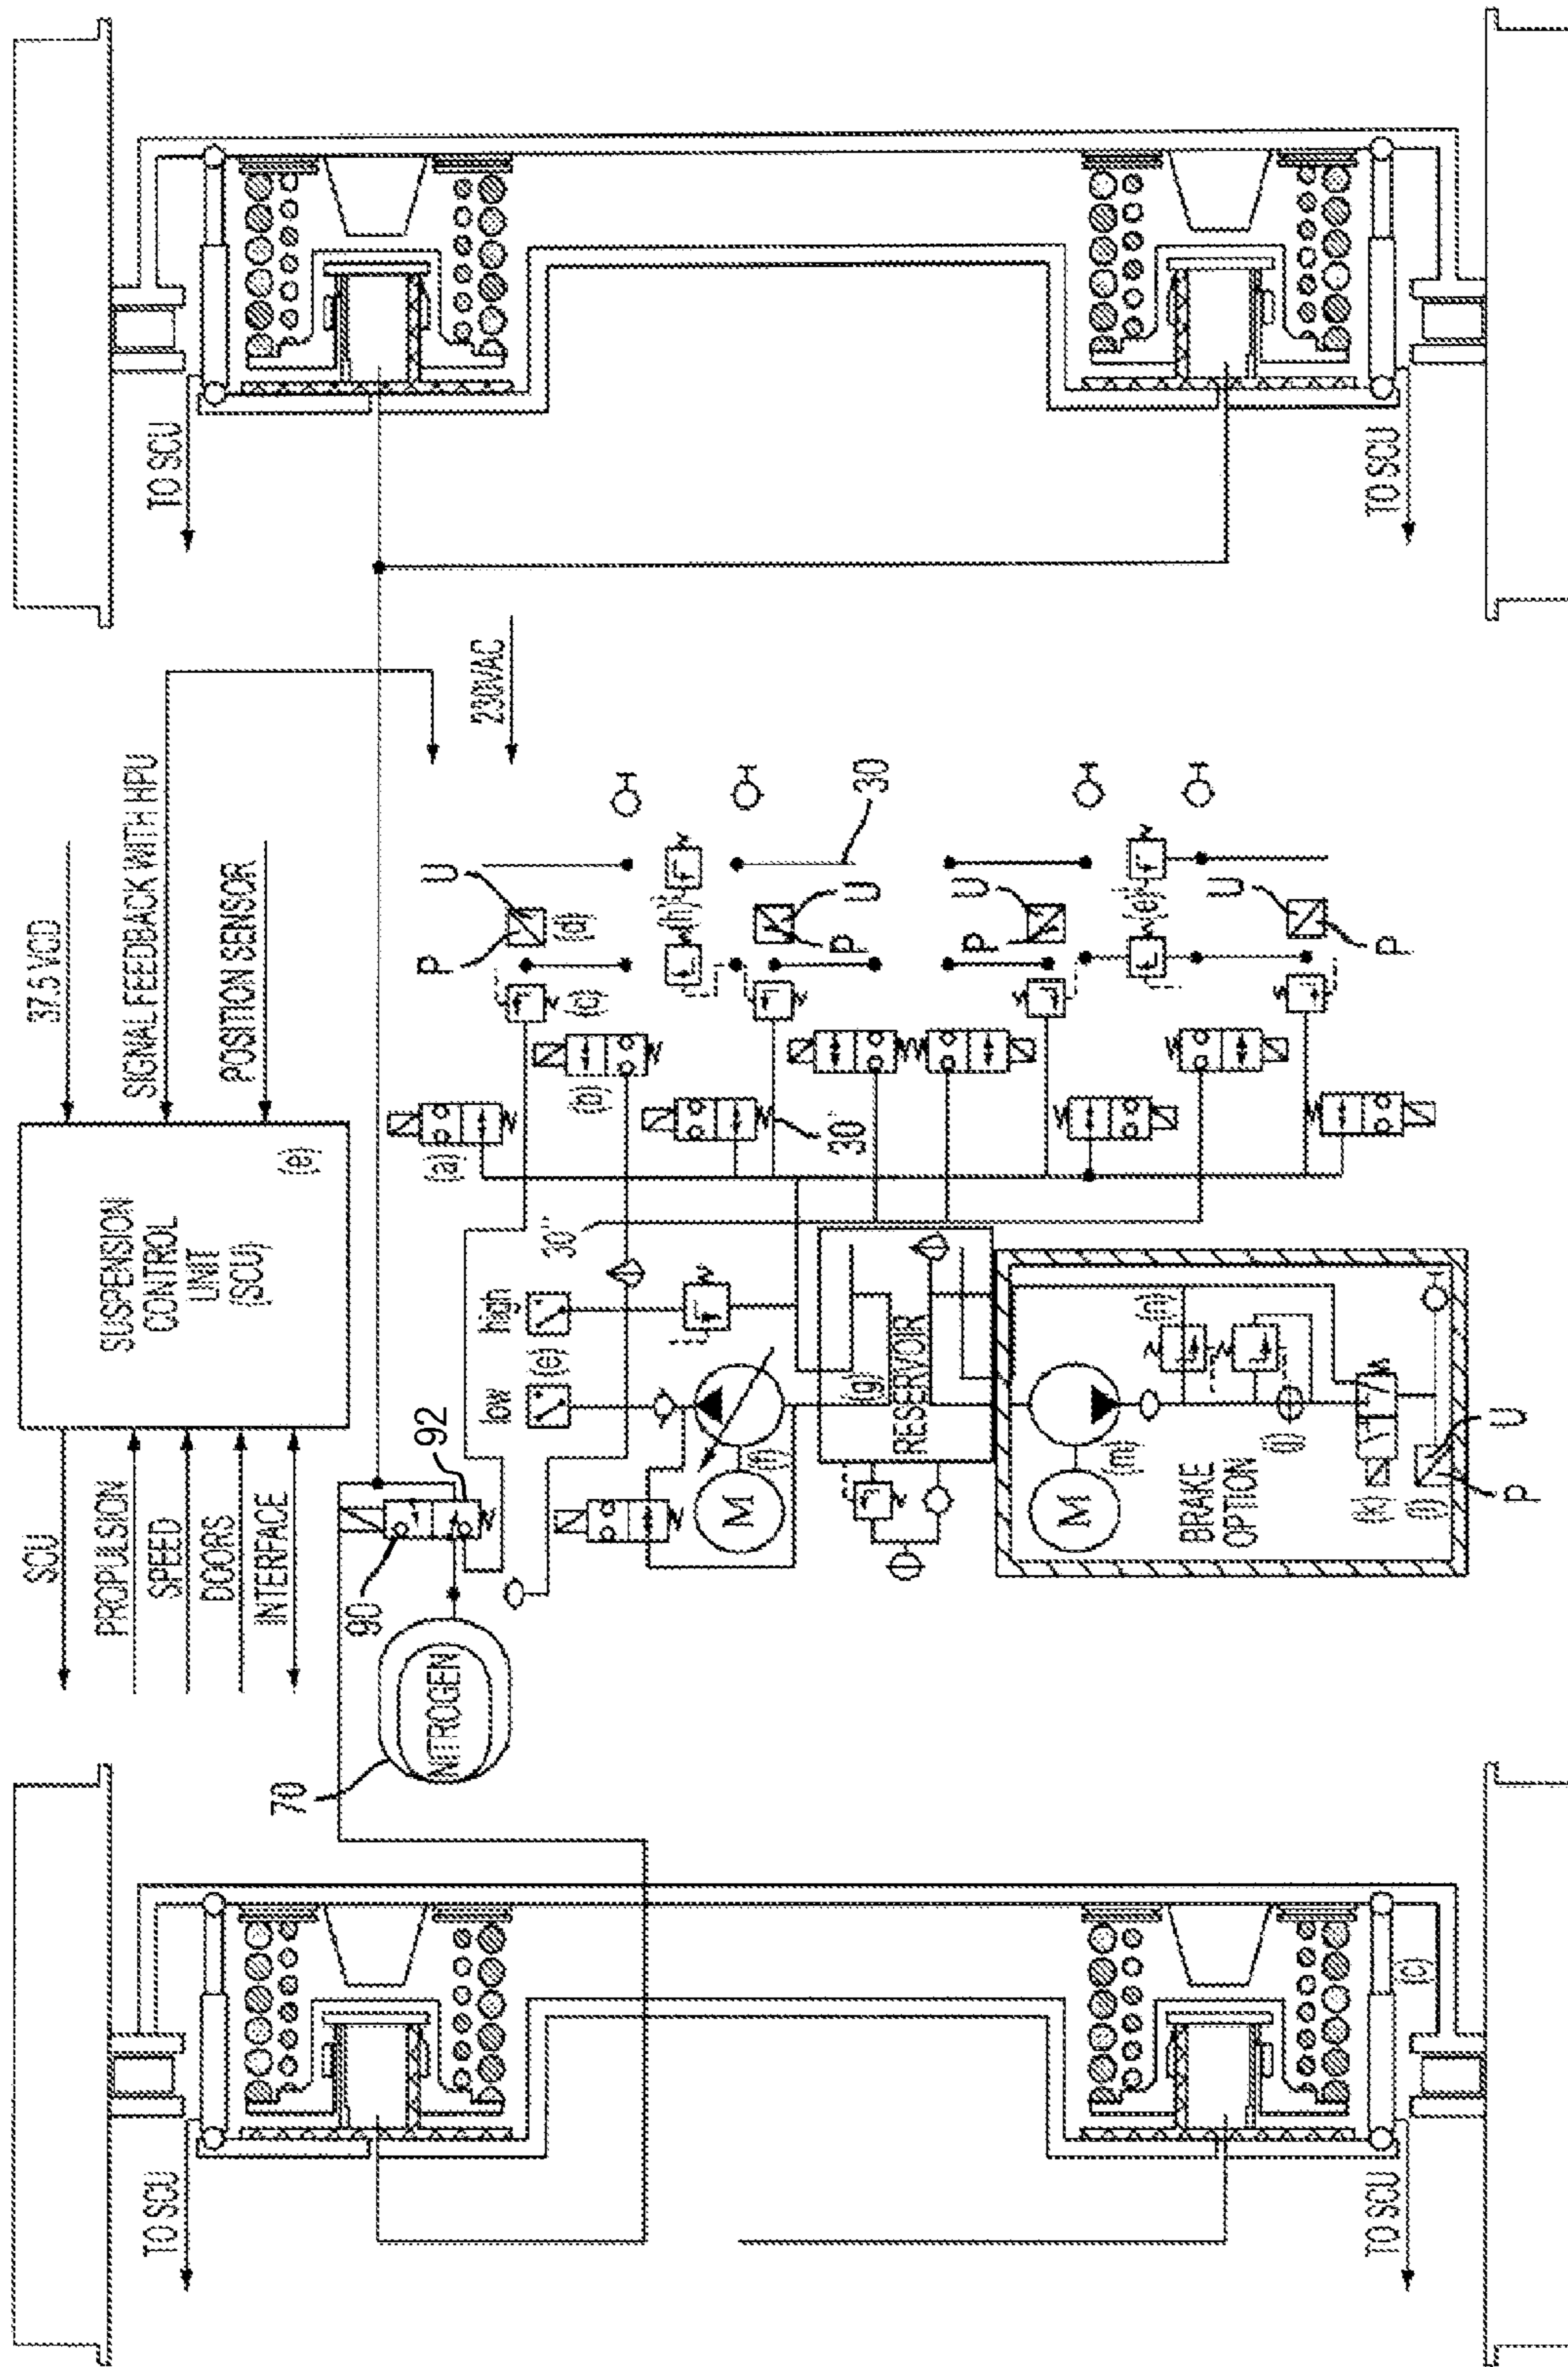 SCU
PROPULSION
SPEED
DOORS
INTERFACE
SUSPENSION
CONTROL
UNIT
(SCU)
(e)
37.5 VCD
SIGNAL FEEDBACK WITH HPU
POSITION SENSOR
230VAC
TO SCU
TO SCU
TO SCU
TO SCU
70
NITROGEN
90
92
low
high
(e)
30"
(a)
(b)
(c)
(d)
P
U
(h)
30"
30
P
U
P
U
(e)
P
U
M
(f)
(g)
RESERVOIR
M
(m)
BRAKE
OPTION
(n)
(j)
(k)
(l)
P
U
(c)